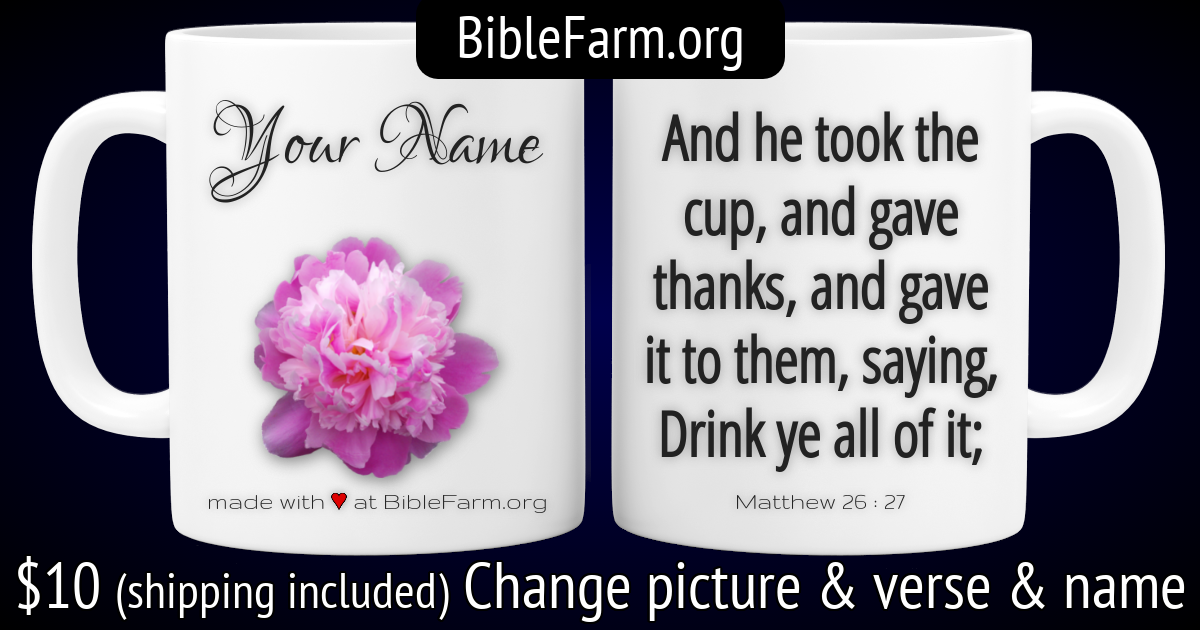 BibleFarm.org
Your Name
made with ♥ at BibleFarm.org
And he took the
cup, and gave
thanks, and gave
it to them, saying,
Drink ye all of it;
Matthew 26 : 27
$10 (shipping included) Change picture & verse & name